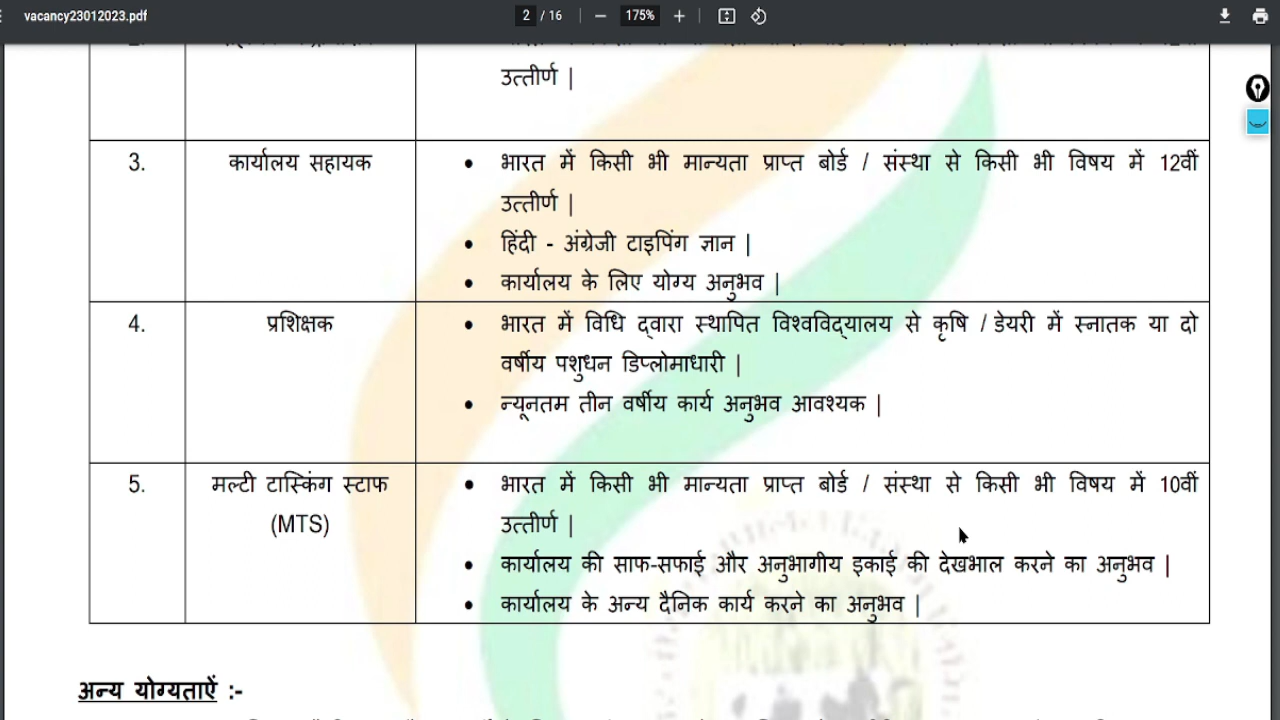 vacancy23012023.pdf
2 / 16
175%
उत्तीर्ण |
3. कार्यालय सहायक • भारत में किसी भी मान्यता प्राप्त बोर्ड / संस्था से किसी भी विषय में 12वीं
उत्तीर्ण |
• हिंदी - अंग्रेजी टाइपिंग ज्ञान |
• कार्यालय के लिए योग्य अनुभव |
4. प्रशिक्षक • भारत में विधि द्वारा स्थापित विश्वविद्यालय से कृषि / डेयरी में स्नातक या दो
वर्षीय पशुधन डिप्लोमाधारी |
• न्यूनतम तीन वर्षीय कार्य अनुभव आवश्यक |
5. मल्टी टास्किंग स्टाफ • भारत में किसी भी मान्यता प्राप्त बोर्ड / संस्था से किसी भी विषय में 10वीं
(MTS) उत्तीर्ण |
• कार्यालय की साफ-सफाई और अनुभागीय इकाई की देखभाल करने का अनुभव |
• कार्यालय के अन्य दैनिक कार्य करने का अनुभव |
अन्य योग्यताऐं :-